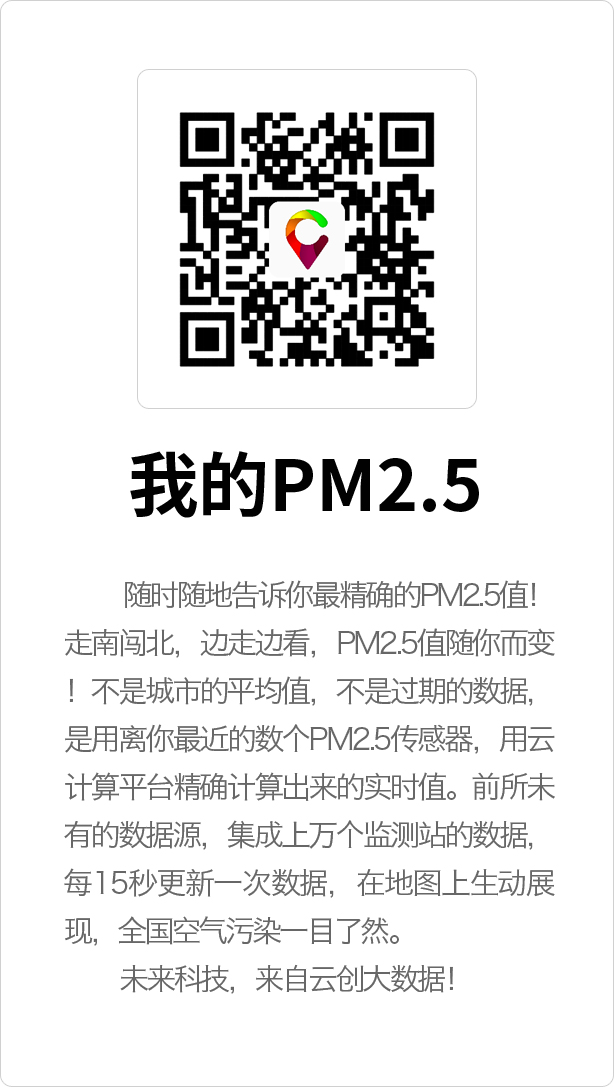 我的PM2.5
随时随地告诉你最精确的PM2.5值！
走南闯北，边走边看，PM2.5值随你而变
！不是城市的平均值，不是过期的数据，
是用离你最近的数个PM2.5传感器，用云
计算平台精确计算出来的实时值。前所未
有的数据源，集成上万个监测站的数据，
每15秒更新一次数据，在地图上生动展
现，全国空气污染一目了然。
未来科技，来自云创大数据！